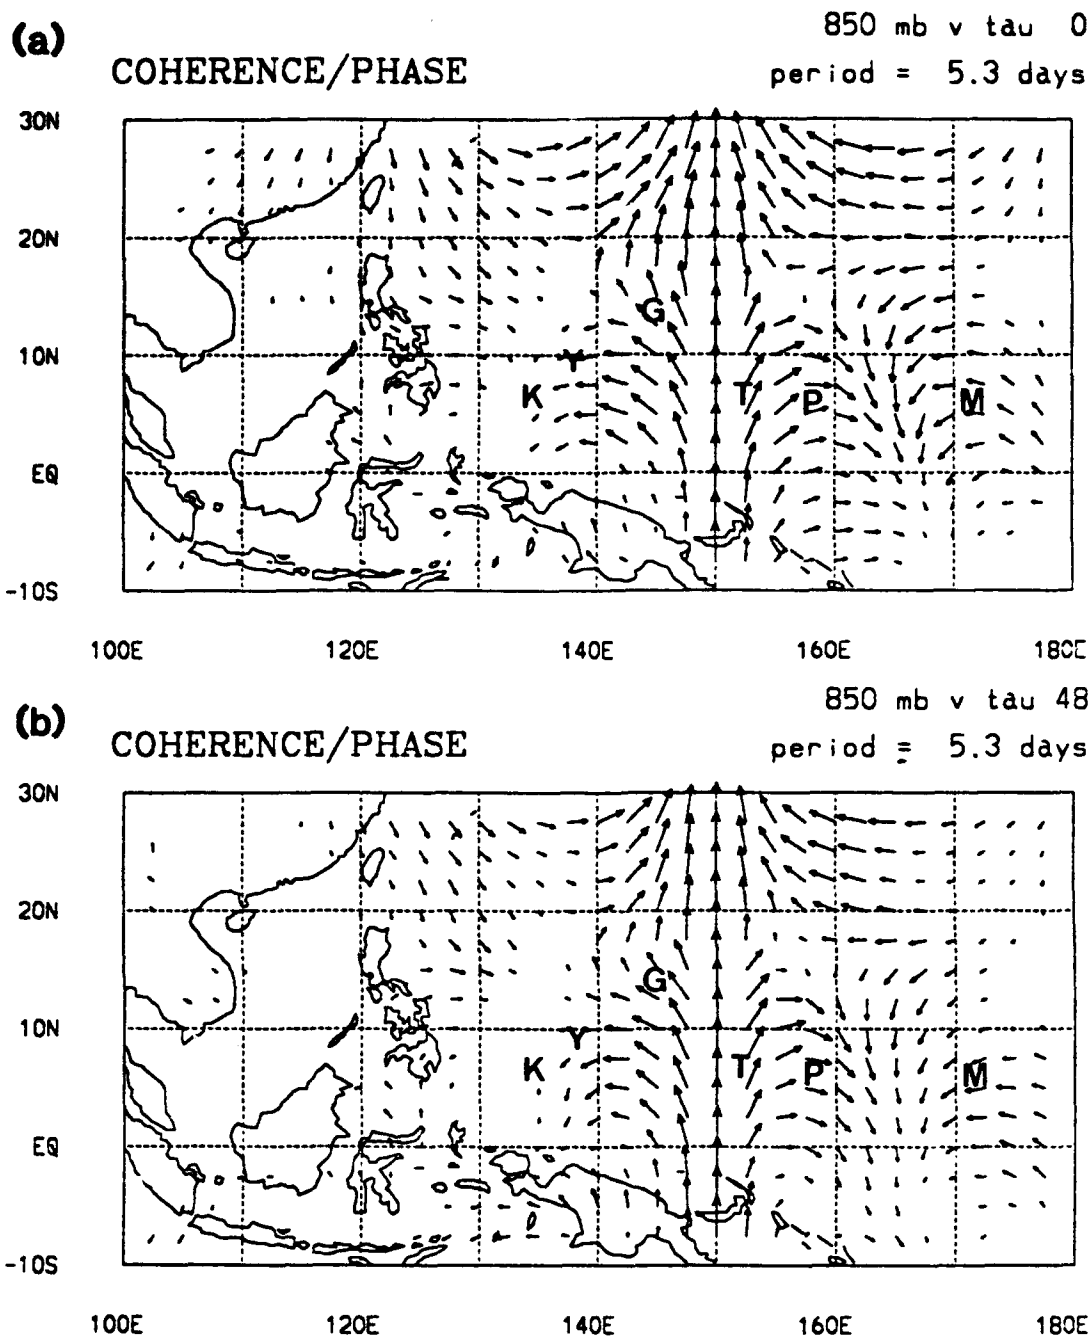 (a)
850 mb v tau 0
COHERENCE/PHASE
period = 5.3 days
30N
20N
G
10N
Y
K
T
P
M
EQ
-10S
100E 120E 140E 160E 180E
(b)
850 mb v tau 48
COHERENCE/PHASE
period = 5.3 days
30N
20N
G
10N
Y
K
T
P
M
EQ
-10S
100E 120E 140E 160E 180E